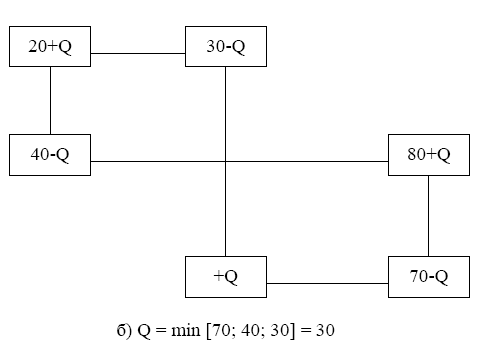 20+Q
30-Q
40-Q
80+Q
+Q
70-Q
б) Q = min [70; 40; 30] = 30